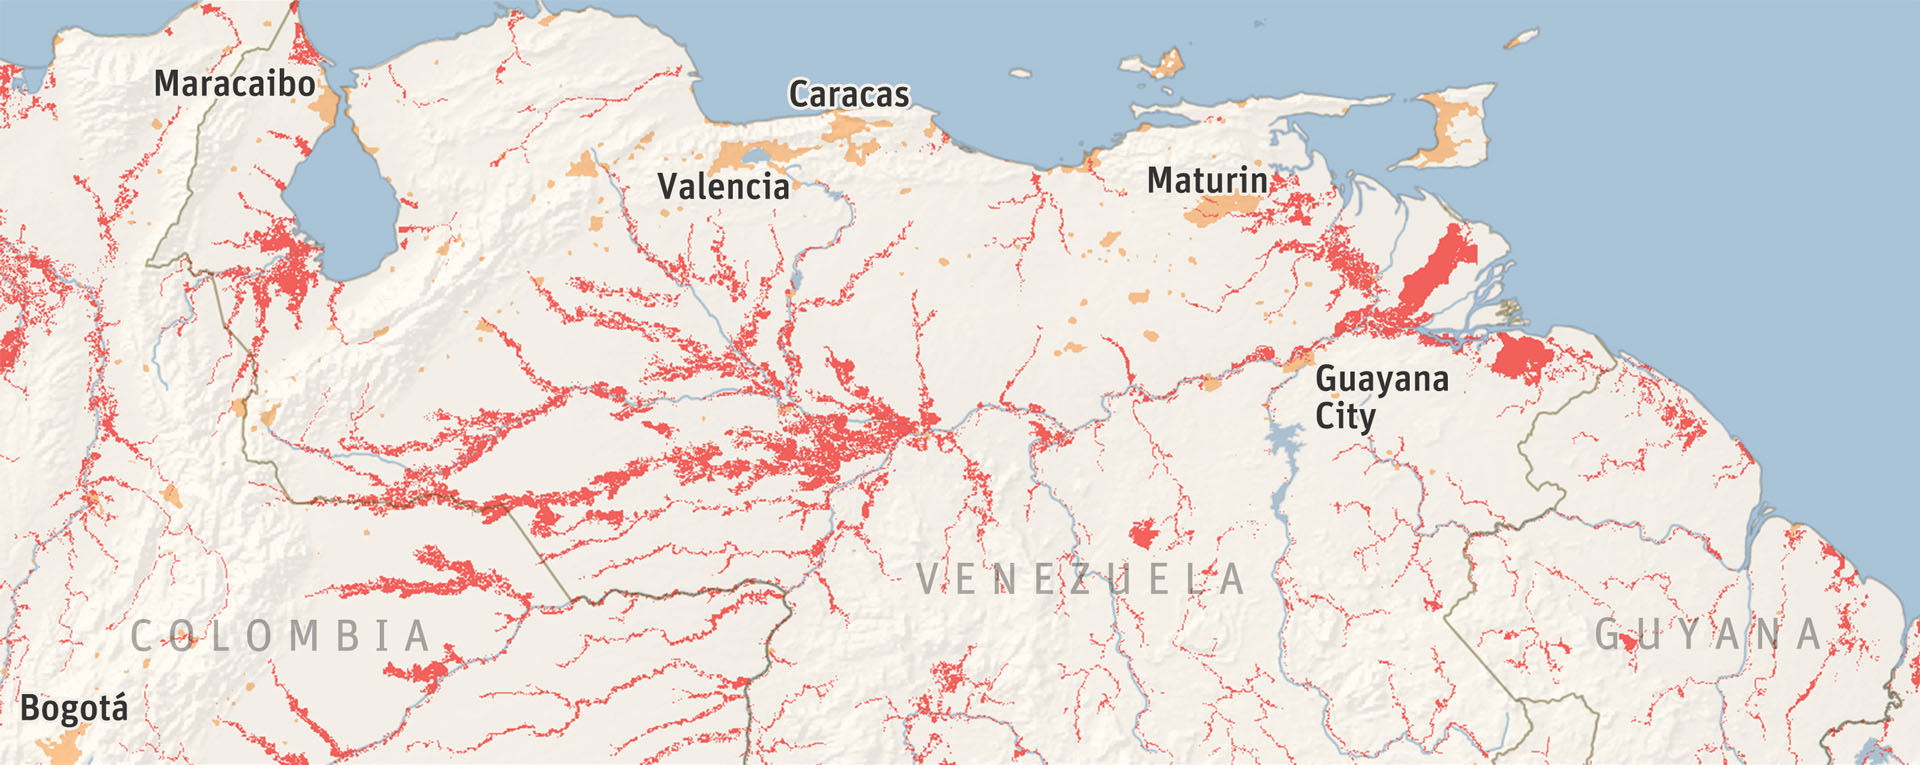 Maracaibo
Caracas
Valencia
Maturin
Guayana
City
VENEZUELA
COLOMBIA
GUYANA
Bogotá